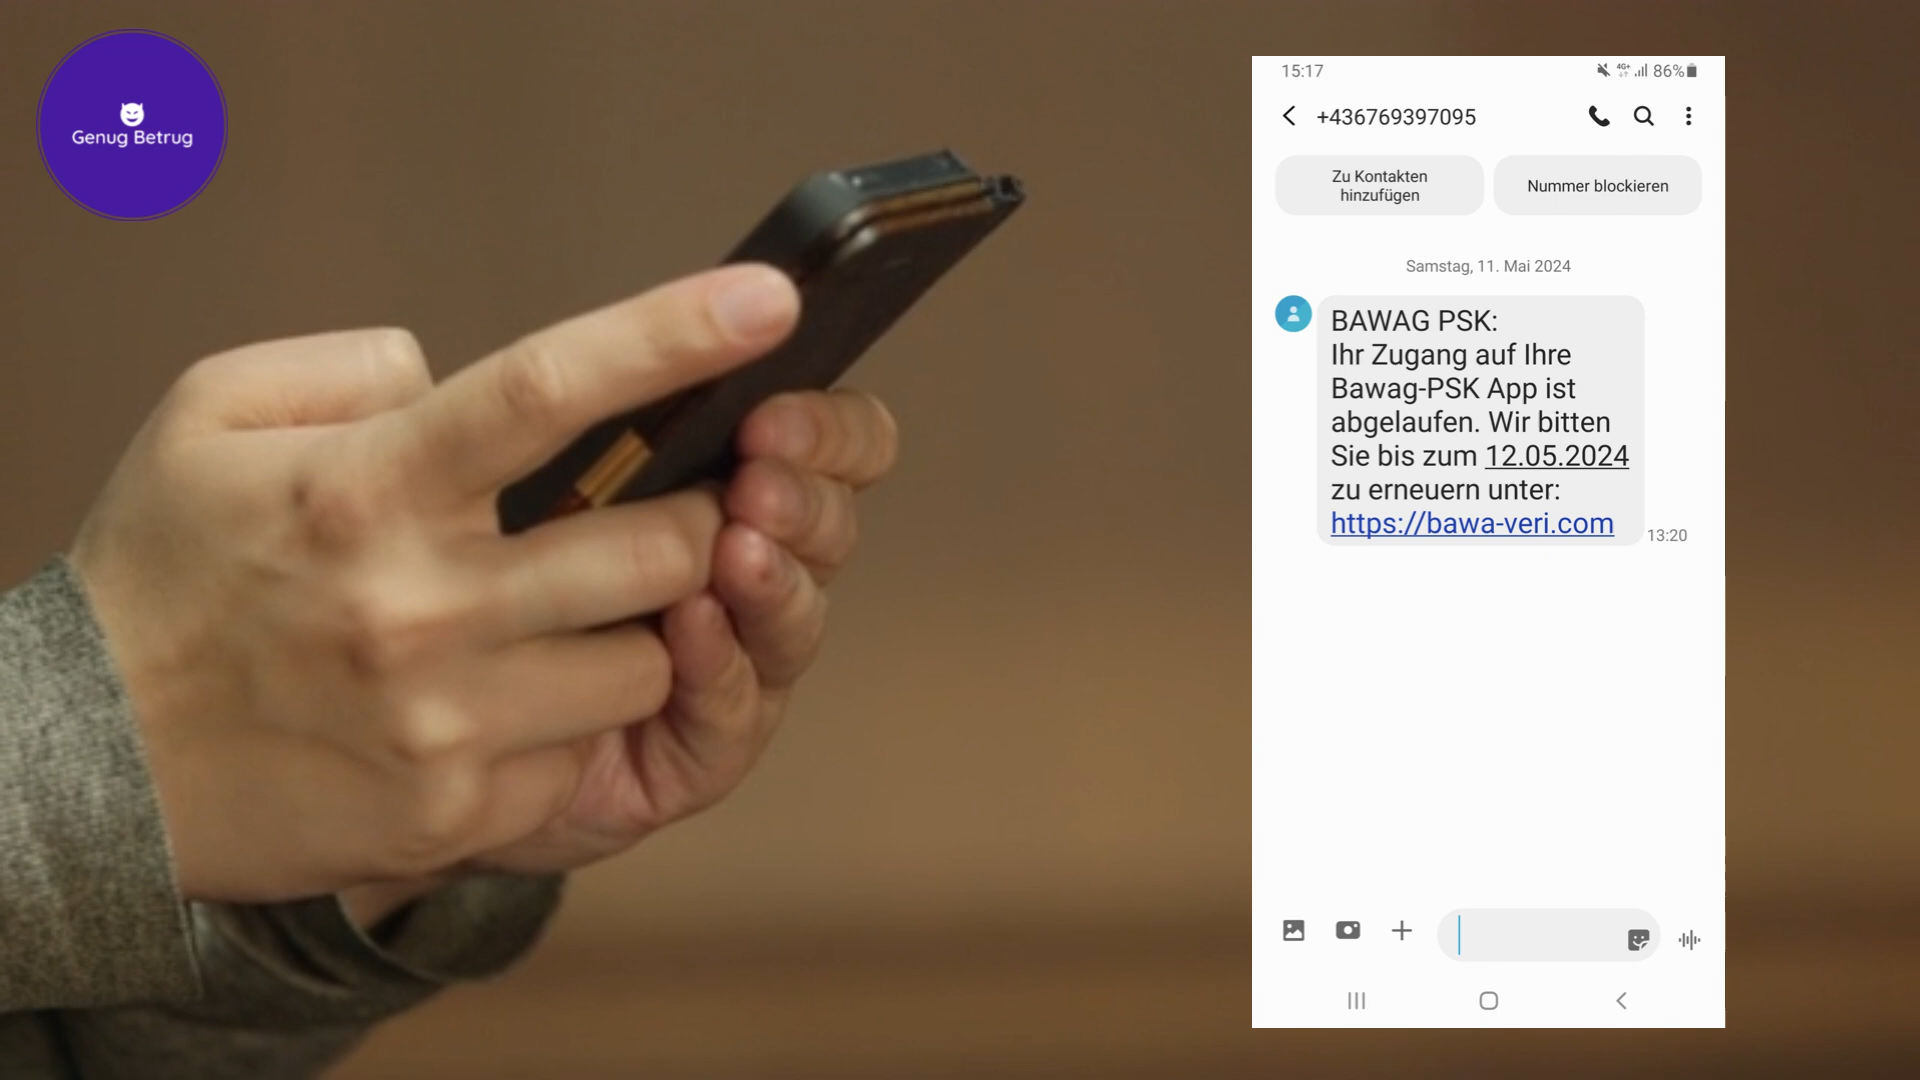 Genug Betrug
15:17
4G+
86%
+436769397095
Zu Kontakten
hinzufügen
Nummer blockieren
Samstag, 11. Mai 2024
BAWAG PSK:
Ihr Zugang auf Ihre
Bawag-PSK App ist
abgelaufen. Wir bitten
Sie bis zum 12.05.2024
zu erneuern unter:
https://bawa-veri.com
13:20